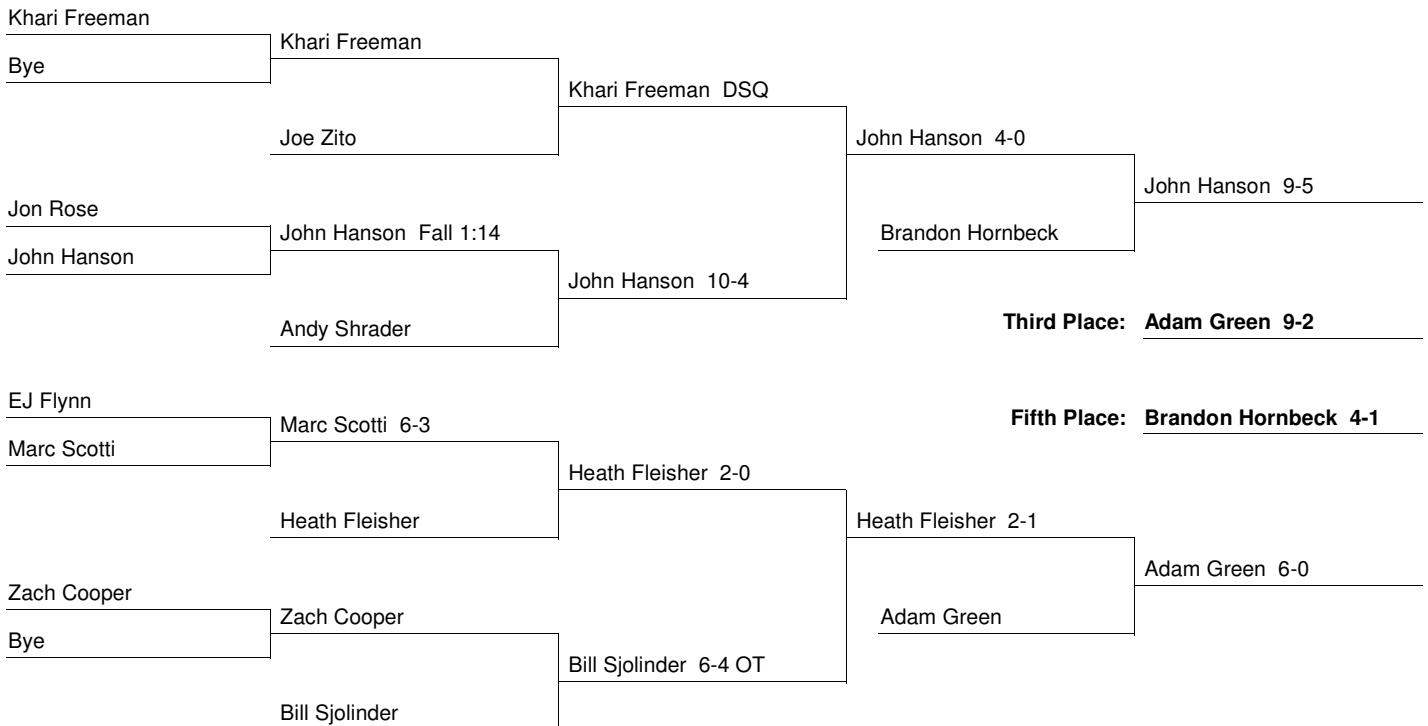 Khari Freeman
Khari Freeman
Bye
Khari Freeman  DSQ
Joe Zito
John Hanson  4-0
John Hanson  9-5
Jon Rose
John Hanson  Fall 1:14
Brandon Hornbeck
John Hanson
John Hanson  10-4
Third Place:  Adam Green  9-2
Andy Shrader
EJ Flynn
Marc Scotti  6-3
Fifth Place:  Brandon Hornbeck  4-1
Marc Scotti
Heath Fleisher  2-0
Heath Fleisher
Heath Fleisher  2-1
Adam Green  6-0
Zach Cooper
Zach Cooper
Adam Green
Bye
Bill Sjolinder  6-4 OT
Bill Sjolinder